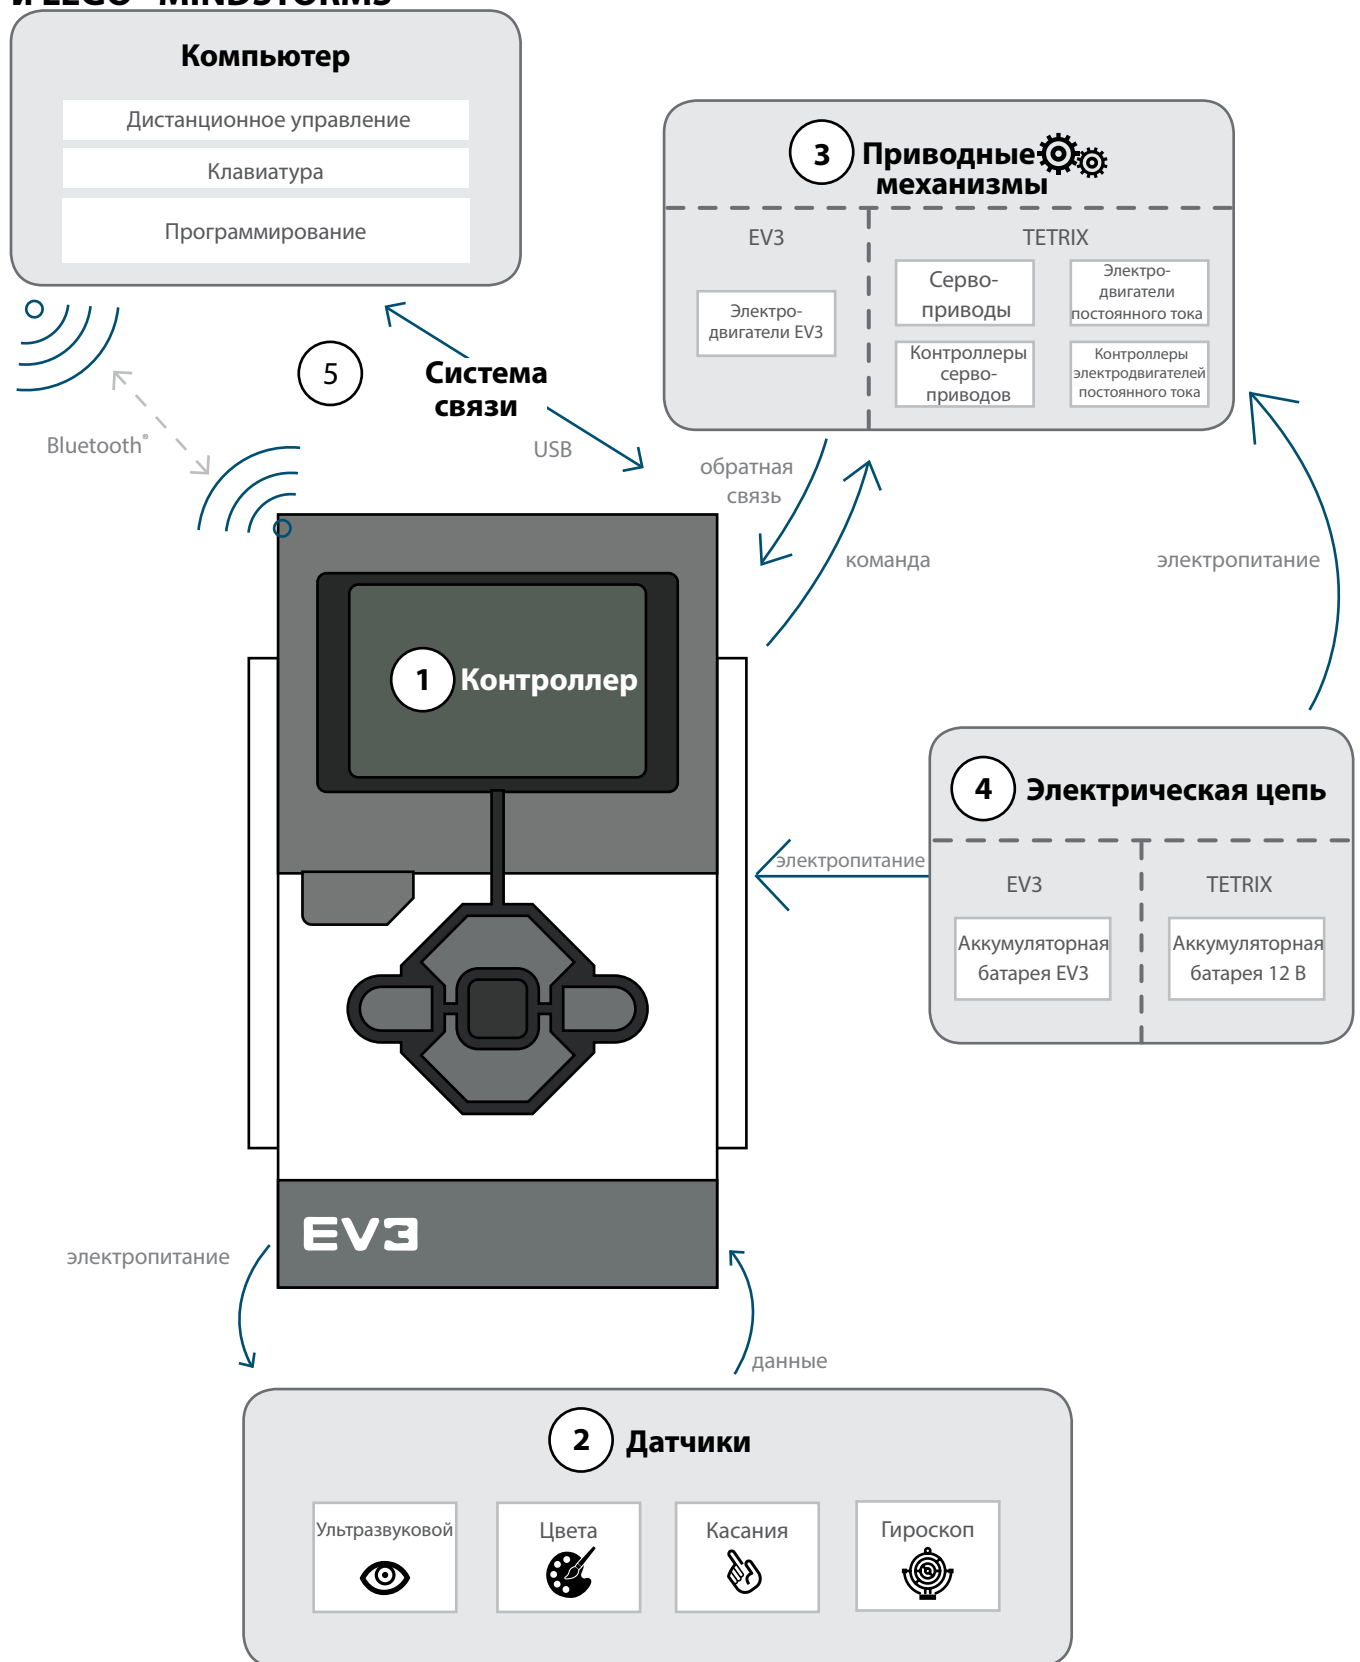 и LEGO® MINDSTORMS
Компьютер
Дистанционное управление
Клавиатура
Программирование
3
Приводные
механизмы
EV3
TETRIX
Электро-
двигатели EV3
Серво-
приводы
Электро-
двигатели
постоянного тока
Контроллеры
серво-
приводов
Контроллеры
электродвигателей
постоянного тока
5
Система
связи
Bluetooth®
USB
обратная
связь
команда
электропитание
1
Контроллер
4
Электрическая цепь
электропитание
EV3
TETRIX
Аккумуляторная
батарея EV3
Аккумуляторная
батарея 12 В
EV3
электропитание
данные
2
Датчики
Ультразвуковой
Цвета
Касания
Гироскоп